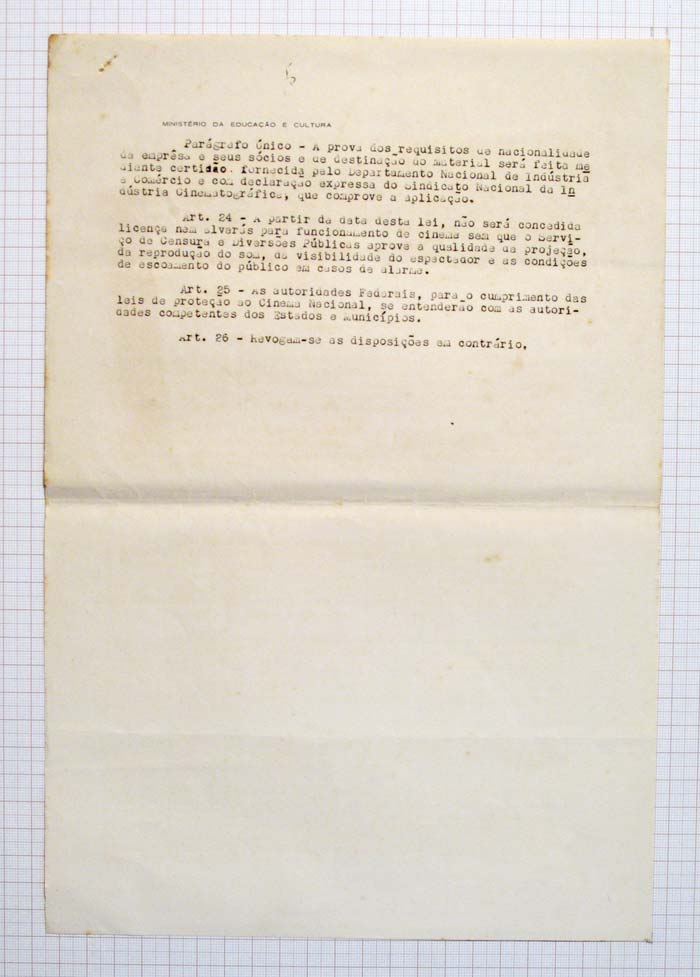 6
MINISTÉRIO DA EDUCAÇÃO E CULTURA
Parágrafo único - A prova dos requisitos de nacionalidade
da emprêsa e seus sócios e de destinação do material será feita me
diante certidão fornecida pelo Departamento Nacional de Indústria
e Comércio e com declaração expressa do Sindicato Nacional da In
dústria Cinematográfica, que comprove a aplicação.
Art. 24 - A partir da data desta lei, não será concedida
licença nem alvarás para funcionamento de cinema sem que o Servi-
ço de Censura e Diversões Públicas aprove a qualidade da projeção,
da reprodução do som, da visibilidade do espectador e as condições
de escoamento do público em casos de alarme.
Art. 25 - As autoridades Federais, para o cumprimento das
leis de proteção ao Cinema Nacional, se entenderão com as autori-
dades competentes dos Estados e Municípios.
Art. 26 - Revogam-se as disposições em contrário.